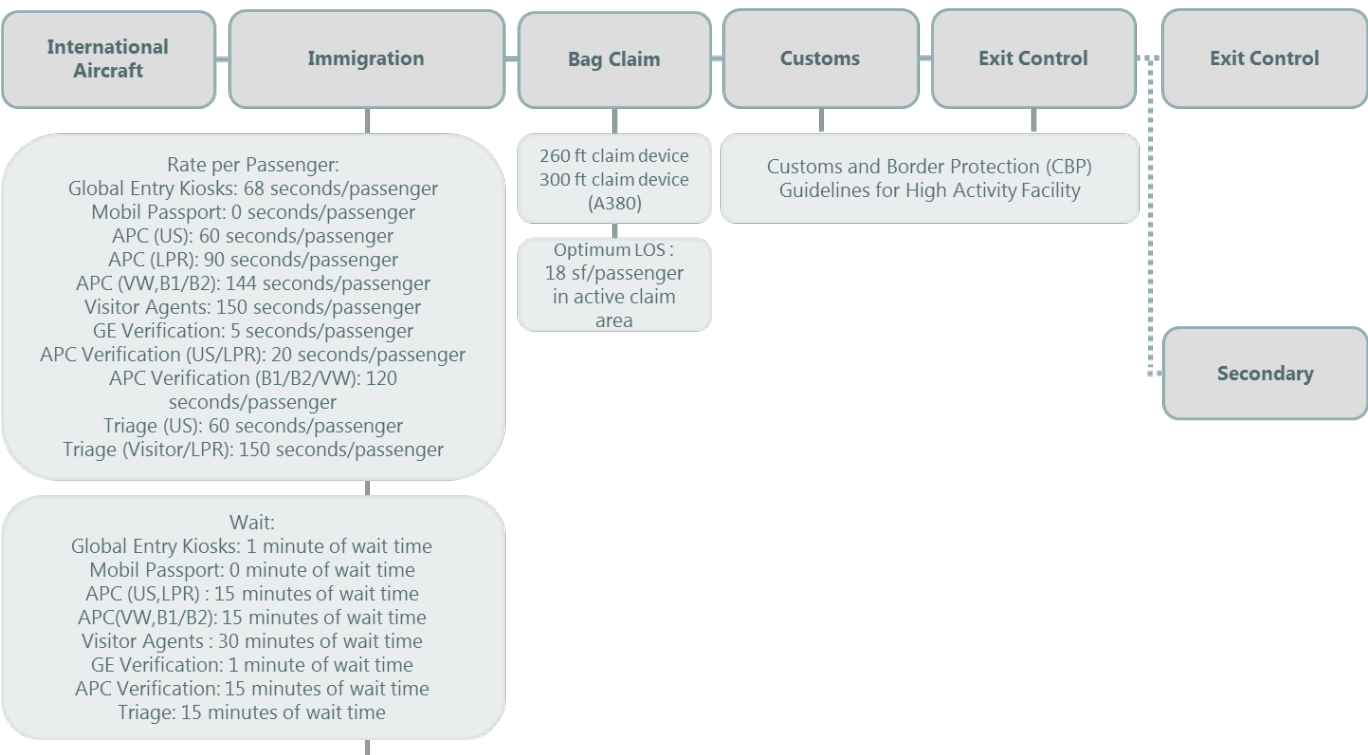 International
Aircraft
Immigration
Bag Claim
Customs
Exit Control
Exit Control
Rate per Passenger:
Global Entry Kiosks: 68 seconds/passenger
Mobil Passport: 0 seconds/passenger
APC (US): 60 seconds/passenger
APC (LPR): 90 seconds/passenger
APC (VW,B1/B2): 144 seconds/passenger
Visitor Agents: 150 seconds/passenger
GE Verification: 5 seconds/passenger
APC Verification (US/LPR): 20 seconds/passenger
APC Verification (B1/B2/VW): 120
seconds/passenger
Triage (US): 60 seconds/passenger
Triage (Visitor/LPR): 150 seconds/passenger
260 ft claim device
300 ft claim device
(A380)
Optimum LOS :
18 sf/passenger
in active claim
area
Customs and Border Protection (CBP)
Guidelines for High Activity Facility
Secondary
Wait:
Global Entry Kiosks: 1 minute of wait time
Mobil Passport: 0 minute of wait time
APC (US,LPR) : 15 minutes of wait time
APC(VW,B1/B2): 15 minutes of wait time
Visitor Agents : 30 minutes of wait time
GE Verification: 1 minute of wait time
APC Verification: 15 minutes of wait time
Triage: 15 minutes of wait time